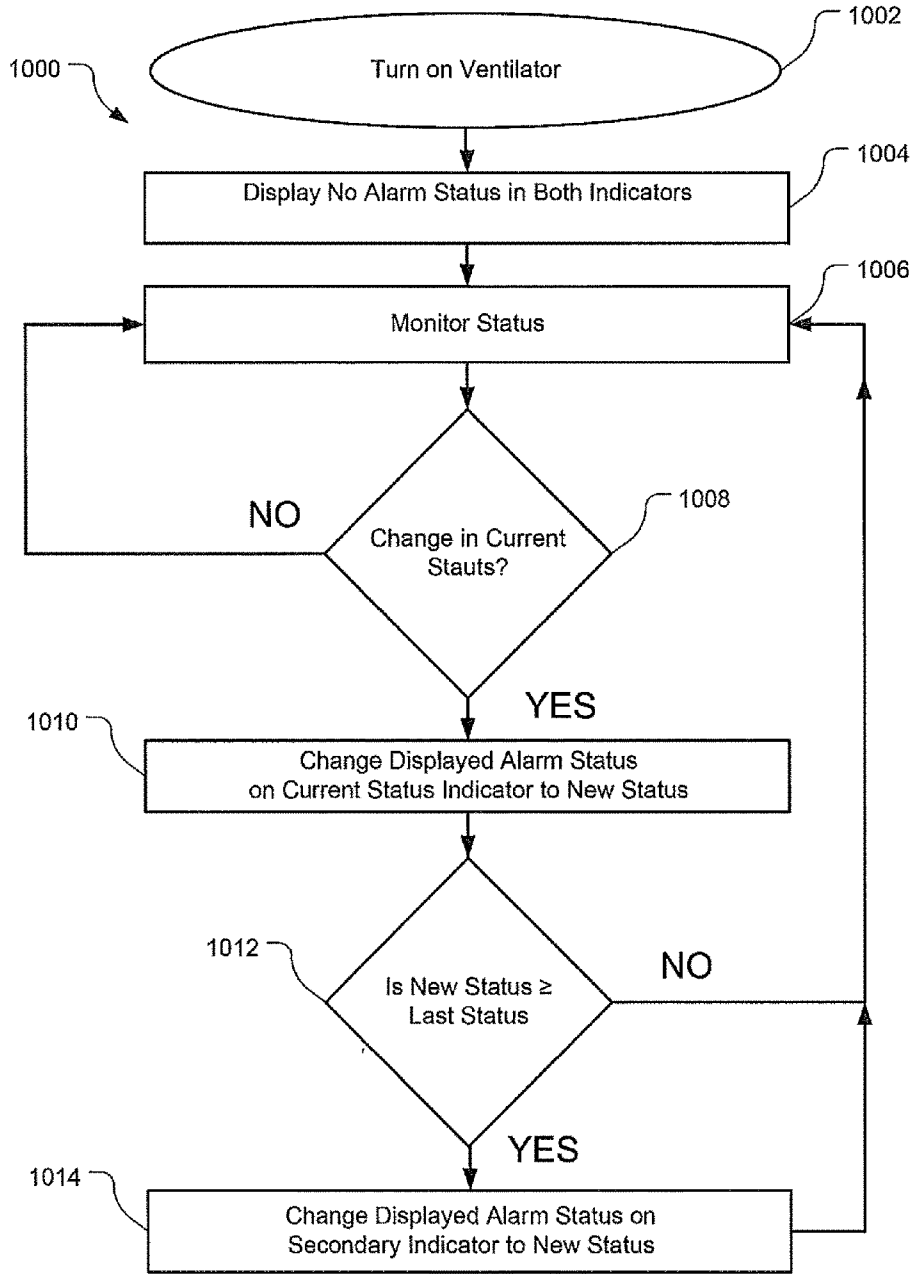 1002
1000
Turn on Ventilator
1004
Display No Alarm Status in Both Indicators
1006
Monitor Status
NO
1008
Change in Current
Stauts?
YES
1010
Change Displayed Alarm Status
on Current Status Indicator to New Status
1012
NO
Is New Status ≥
Last Status
YES
1014
Change Displayed Alarm Status on
Secondary Indicator to New Status